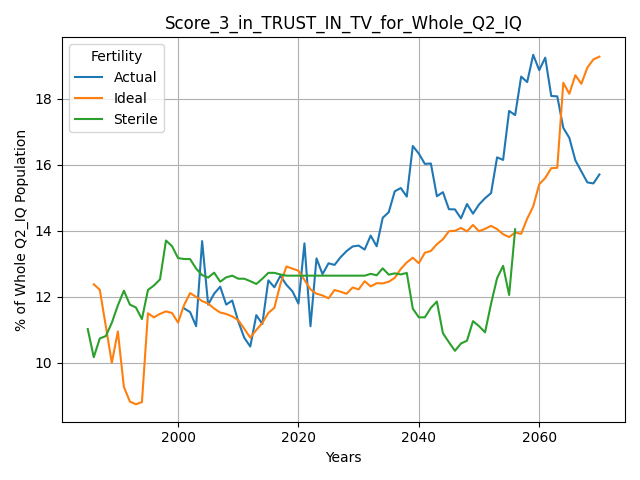 Score_3_in_TRUST_IN_TV_for_Whole_Q2_IQ
Fertility
Actual
Ideal
Sterile
% of Whole Q2_IQ Population
18
16
14
12
10
2000 2020 2040 2060
Years